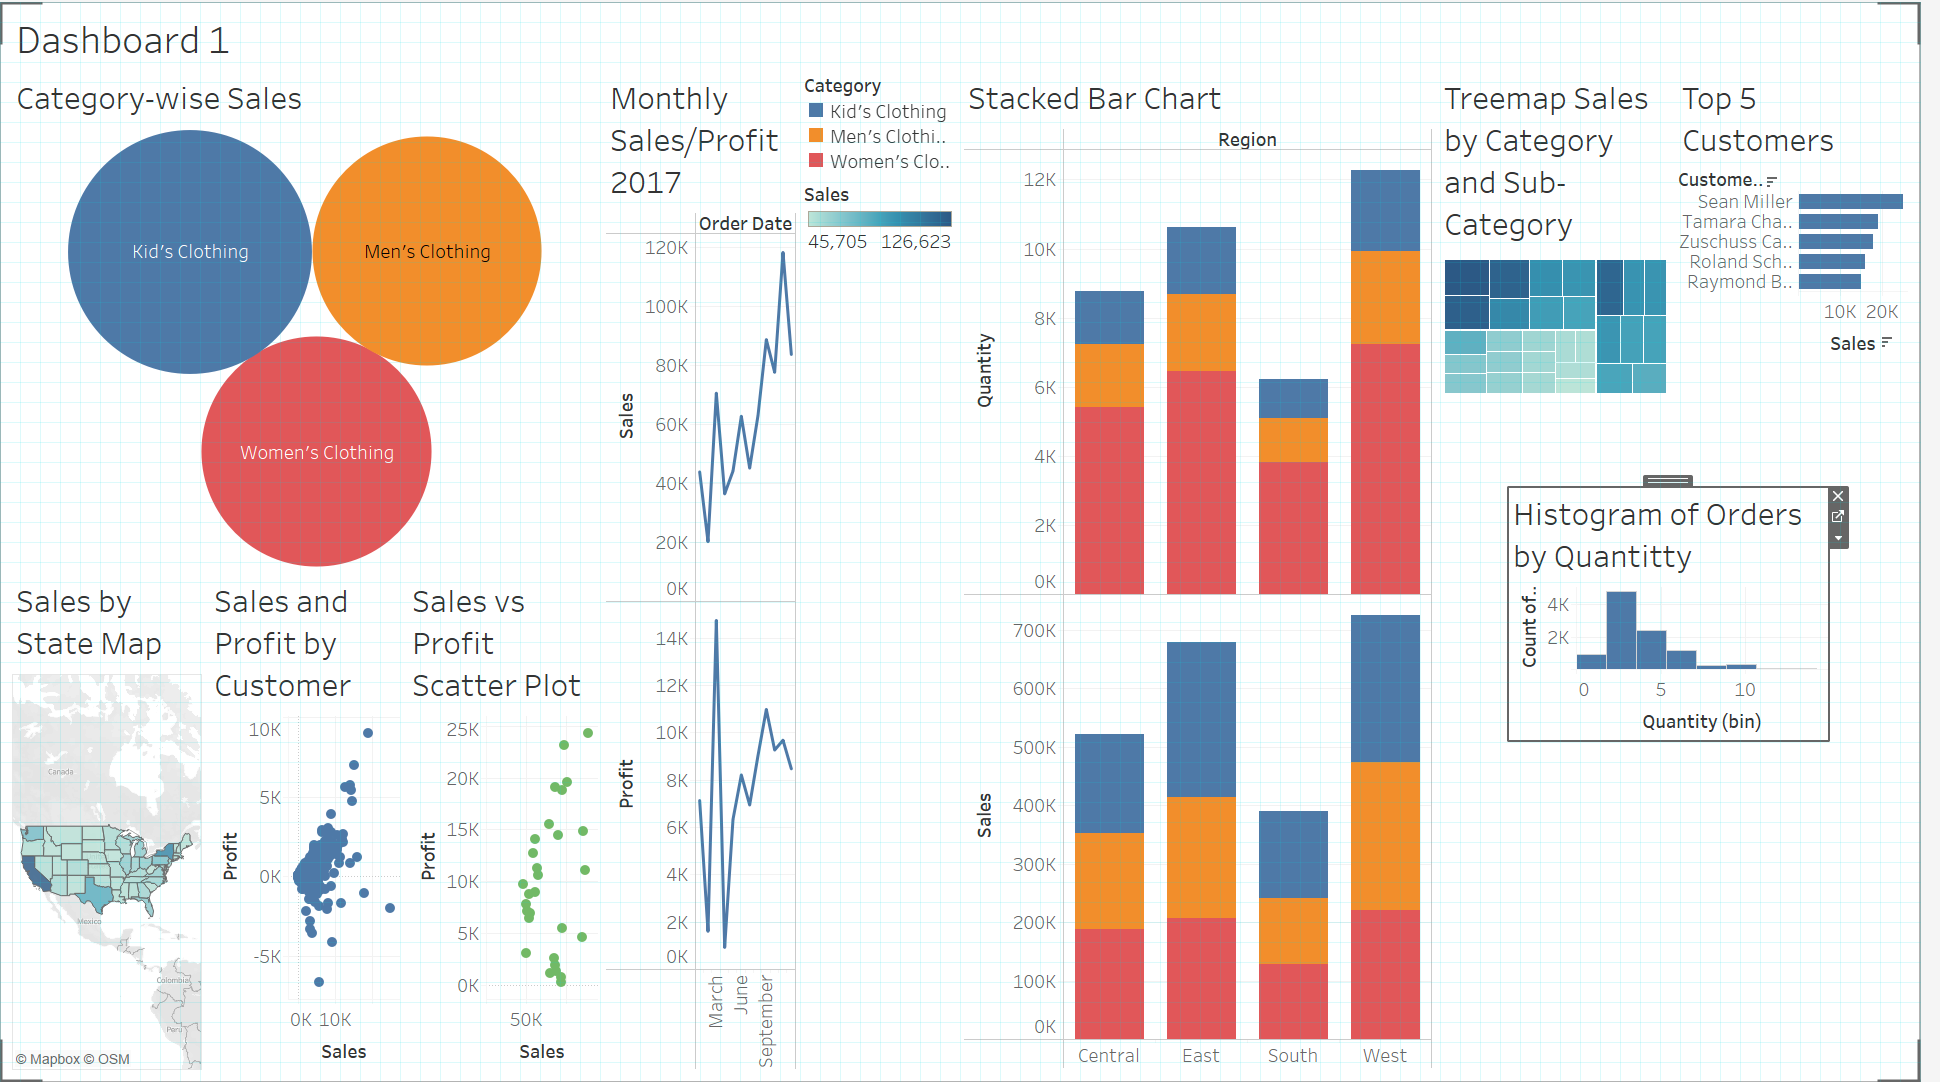 Dashboard 1
Category-wise Sales
Kid's Clothing
Men's Clothing
Women's Clothing
Monthly
Sales/Profit
2017
Order Date
120K
100K
80K
60K
40K
20K
0K
Sales
14K
12K
10K
8K
6K
4K
2K
0K
Profit
March
June
September
Category
Kid's Clothing
Men's Clothi..
Women's Clo..
Sales
45,705 126,623
Stacked Bar Chart
Region
12K
10K
8K
6K
4K
2K
0K
Quantity
700K
600K
500K
400K
300K
200K
100K
0K
Sales
Central East South West
Treemap Sales
by Category
and Sub-
Category
Top 5
Customers
Custome..
Sean Miller
Tamara Cha..
Zuschuss Ca..
Roland Sch..
Raymond B..
10K 20K
Sales
Histogram of Orders
by Quantitty
Count of..
4K
2K
0 5 10
Quantity (bin)
Sales by
State Map
Canada
Mexico
Colombia
Peru
© Mapbox © OSM
Sales and
Profit by
Customer
10K
5K
0K
-5K
Profit
0K 10K
Sales
Sales vs
Profit
Scatter Plot
25K
20K
15K
10K
5K
0K
Profit
50K
Sales